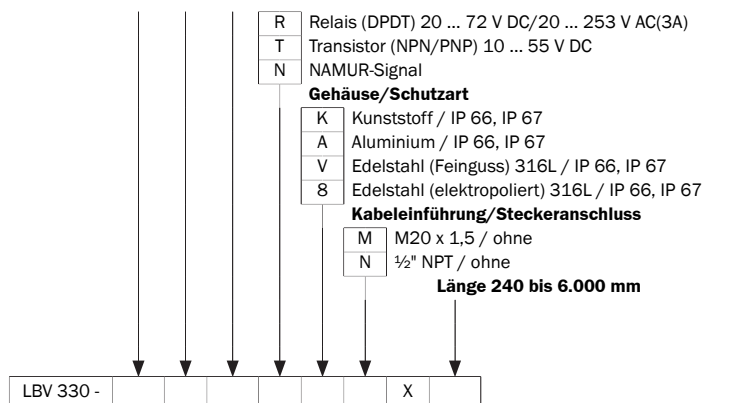 R Relais (DPDT) 20 ... 72 V DC/20 ... 253 V AC(3A)
T Transistor (NPN/PNP) 10 ... 55 V DC
N NAMUR-Signal
Gehäuse/Schutzart
K Kunststoff / IP 66, IP 67
A Aluminium / IP 66, IP 67
V Edelstahl (Feinguss) 316L / IP 66, IP 67
8 Edelstahl (elektropoliert) 316L / IP 66, IP 67
Kabeleinführung/Steckeranschluss
M M20 x 1,5 / ohne
N ½" NPT / ohne
Länge 240 bis 6.000 mm
LBV 330 - X